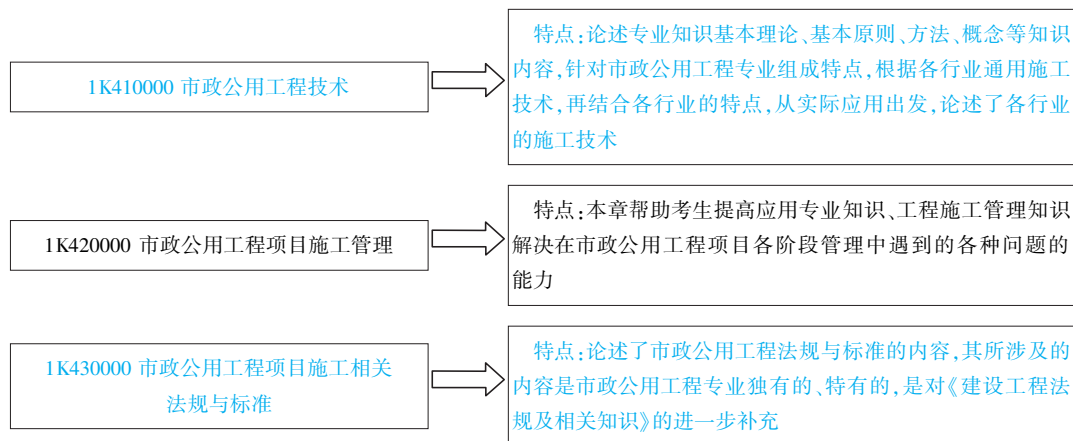 1K410000 市政公用工程技术
特点:论述专业知识基本理论、基本原则、方法、概念等知识
内容,针对市政公用工程专业组成特点,根据各行业通用施工
技术,再结合各行业的特点,从实际应用出发,论述了各行业
的施工技术
1K420000 市政公用工程项目施工管理
特点:本章帮助考生提高应用专业知识、工程施工管理知识
解决在市政公用工程项目各阶段管理中遇到的各种问题的
能力
1K430000 市政公用工程项目施工相关
法规与标准
特点:论述了市政公用工程法规与标准的内容,其所涉及的
内容是市政公用工程专业独有的、特有的,是对《建设工程法
规及相关知识》的进一步补充